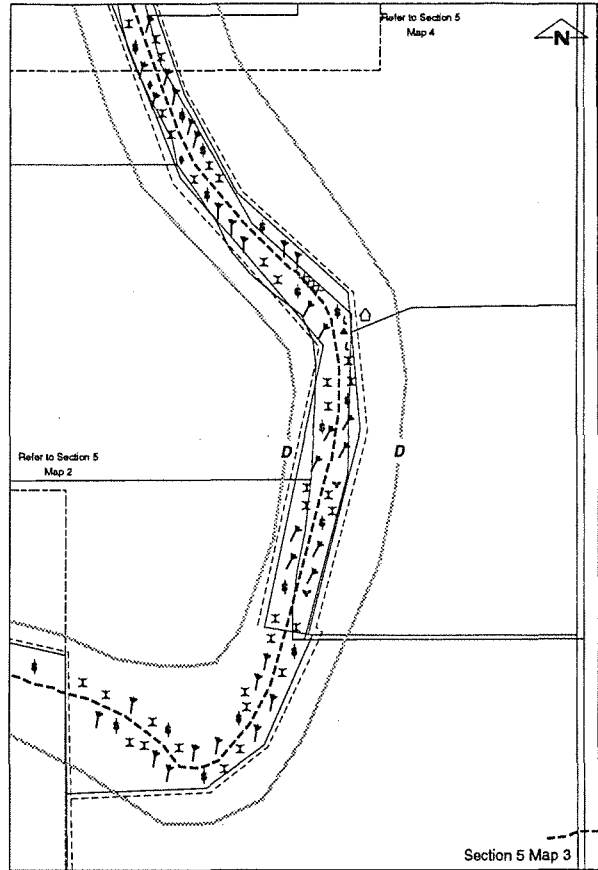 Refer to Section 5
Map 4
N
D
D
Refer to Section 5
Map 2
Section 5 Map 3